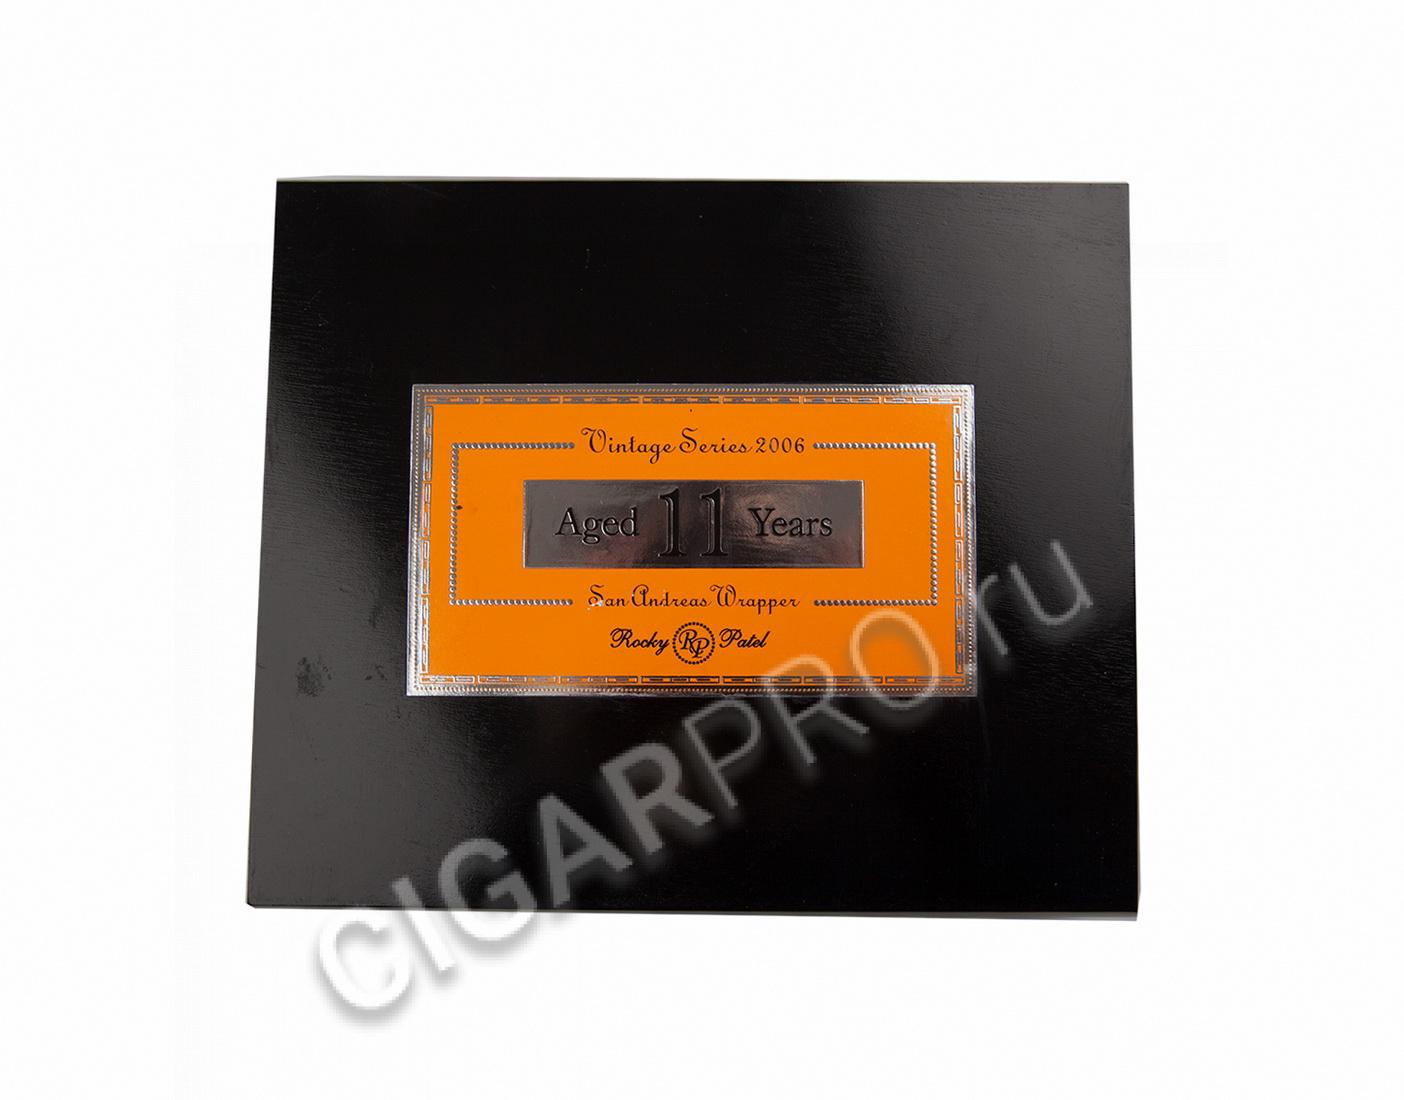 Vintage Series 2006
Aged 11 Years
San Andreas Wrapper
Rocky RP Patel
CIGARPRO.ru